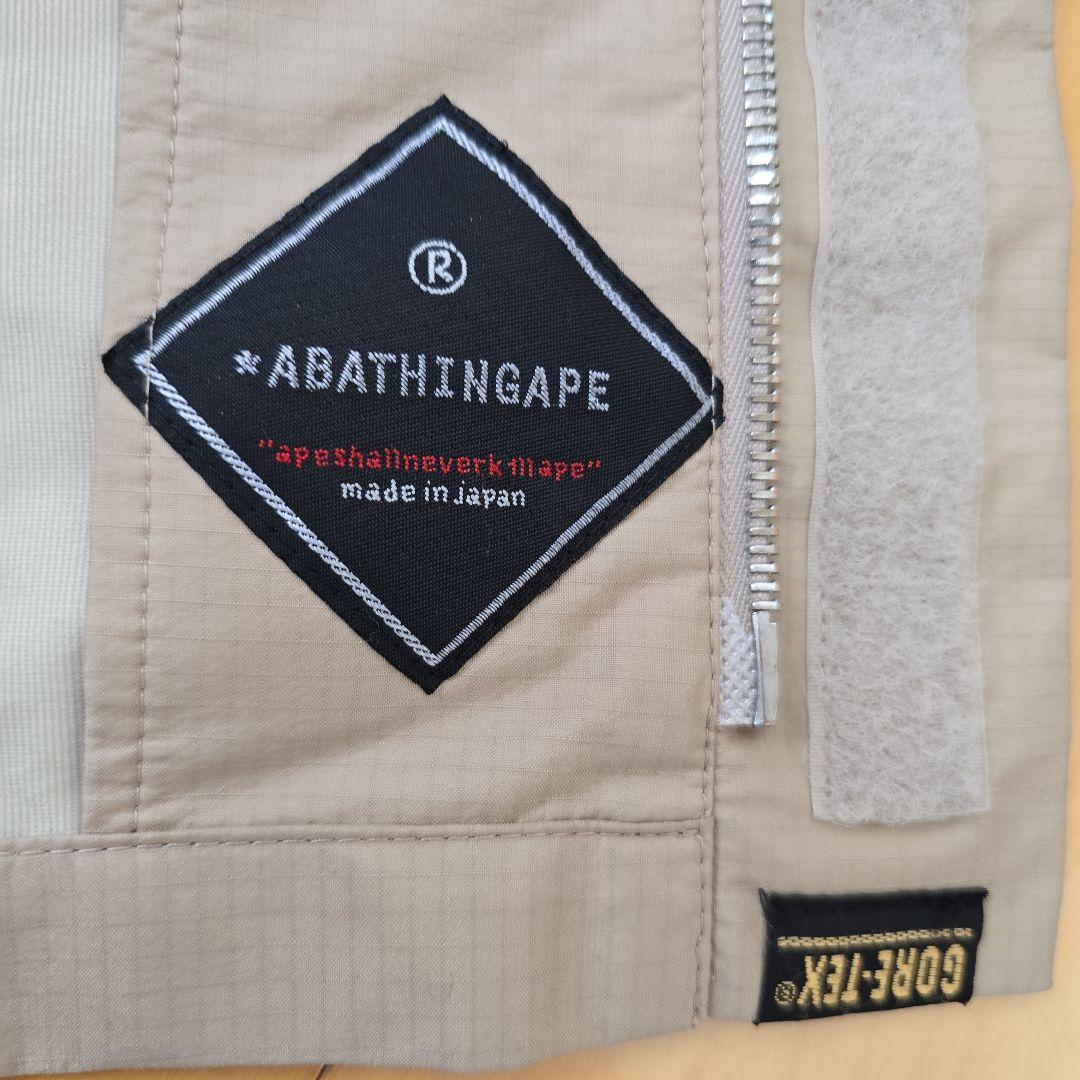 ®
*ABATHINGAPE
"apeshallneverkillape"
made in Japan
GORE-TEX®